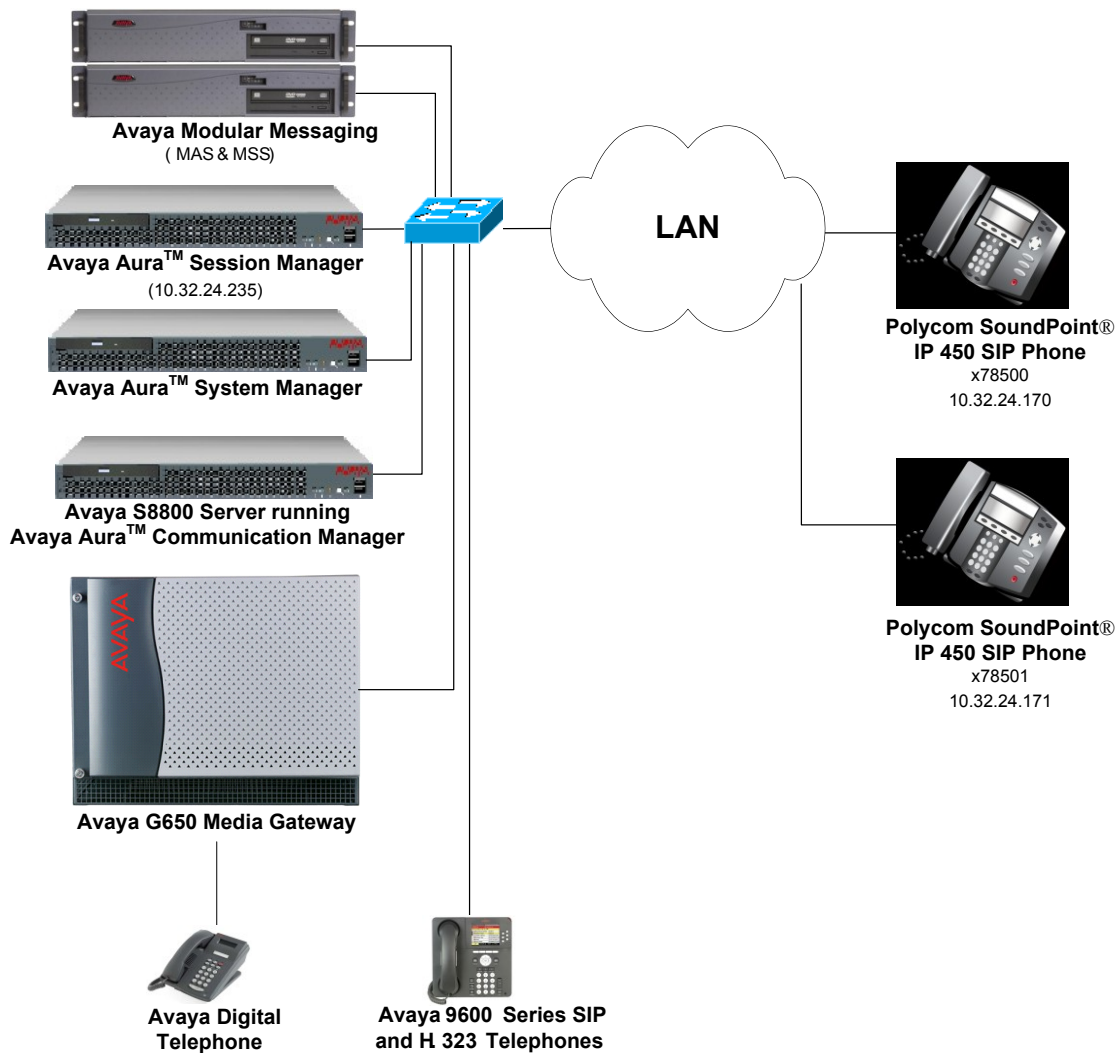 Avaya Modular Messaging
( MAS & MSS)
Avaya Aura™ Session Manager
(10.32.24.235)
Avaya Aura™ System Manager
Avaya S8800 Server running
Avaya Aura™ Communication Manager
AVAYA
Avaya G650 Media Gateway
Avaya Digital
Telephone
Avaya 9600 Series SIP
and H. 323 Telephones
LAN
Polycom SoundPoint®
IP 450 SIP Phone
x78500
10.32.24.170
Polycom SoundPoint®
IP 450 SIP Phone
x78501
10.32.24.171